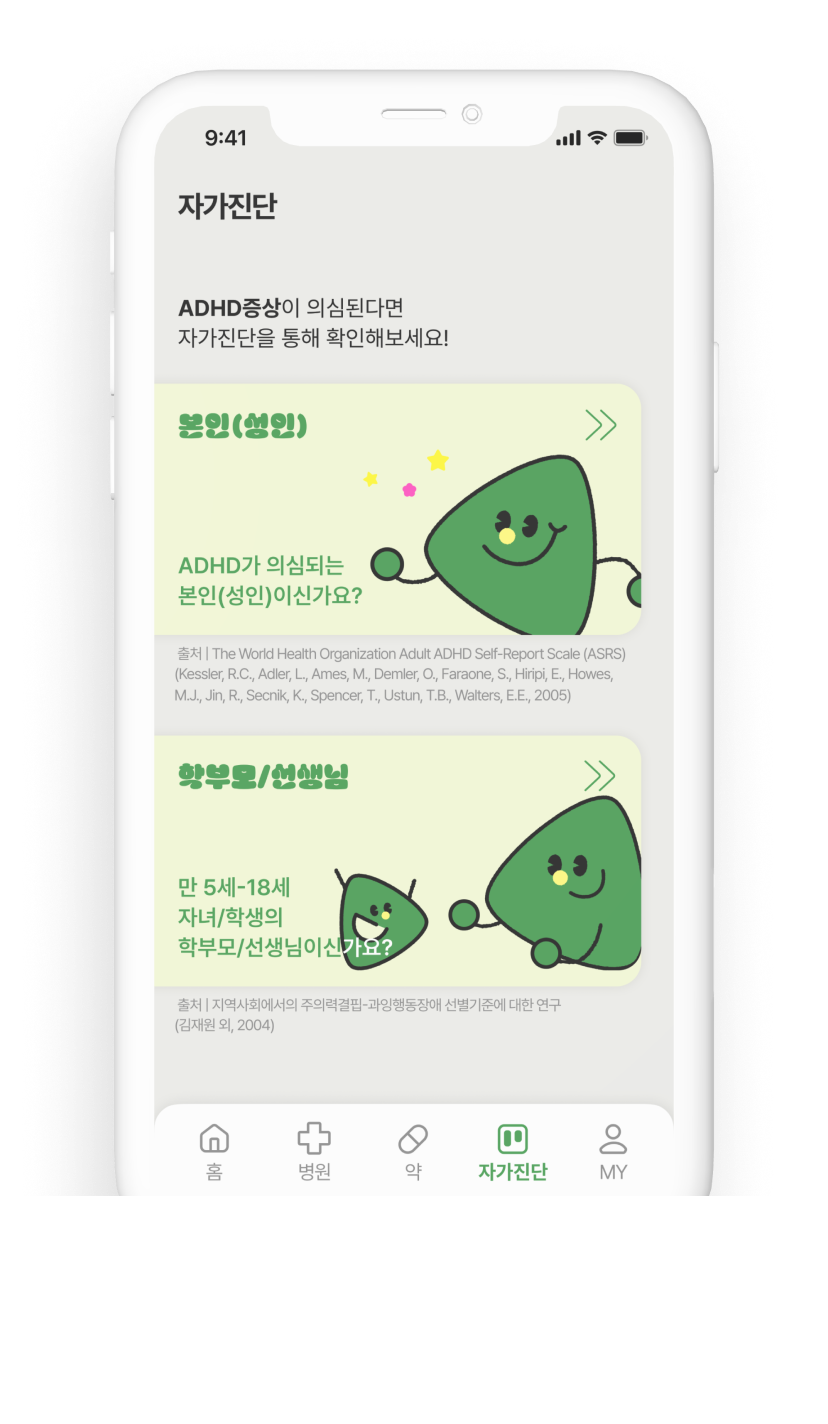 9:41
자가진단
ADHD증상이 의심된다면
자가진단을 통해 확인해보세요!
본인(성인)
ADHD가 의심되는
본인(성인)이신가요?
출처 | The World Health Organization Adult ADHD Self-Report Scale (ASRS)
(Kessler, R.C., Adler, L., Ames, M., Demler, O., Faraone, S., Hiripi, E., Howes,
M.J., Jin, R., Secnik, K., Spencer, T., Ustun, T.B., Walters, E.E., 2005)
학부모/선생님
만 5세-18세
자녀/학생의
학부모/선생님이신가요?
출처 | 지역사회에서의 주의력결핍-과잉행동장애 선별기준에 대한 연구
(김재원 외, 2004)
홈
병원
약
자가진단
MY